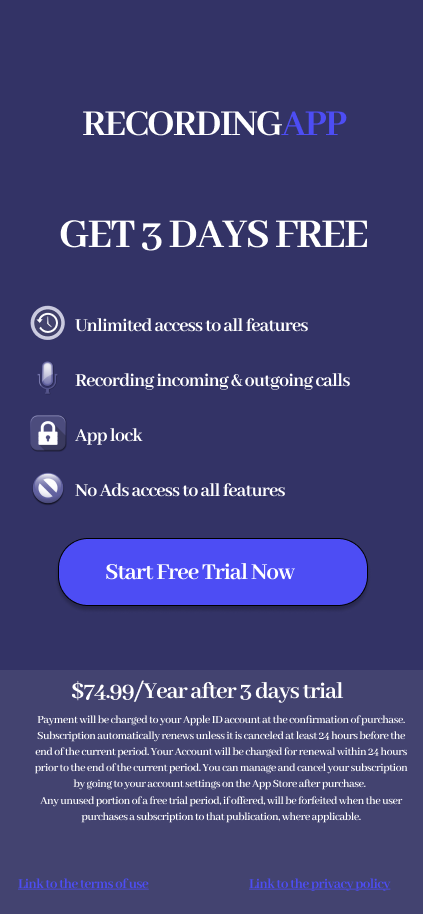 RECORDINGAPP
GET 3 DAYS FREE
Unlimited access to all features
Recording incoming & outgoing calls
App lock
No Ads access to all features
Start Free Trial Now
$74.99/Year after 3 days trial
Payment will be charged to your Apple ID account at the confirmation of purchase.
Subscription automatically renews unless it is canceled at least 24 hours before the
end of the current period. Your Account will be charged for renewal within 24 hours
prior to the end of the current period. You can manage and cancel your subscription
by going to your account settings on the App Store after purchase.
Any unused portion of a free trial period, if offered, will be forfeited when the user
purchases a subscription to that publication, where applicable.
Link to the terms of use
Link to the privacy policy